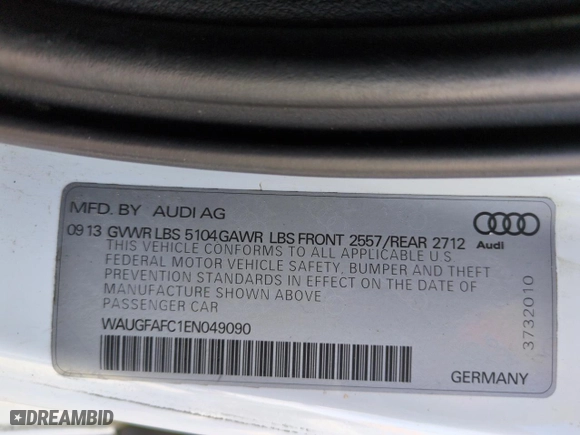 MFD. BY AUDI AG
09 13 GVWR LBS 5104 GAWR LBS FRONT 2557/REAR 2712
THIS VEHICLE CONFORMS TO ALL APPLICABLE U S
FEDERAL MOTOR VEHICLE SAFETY, BUMPER AND THEFT
PREVENTION STANDARDS IN EFFECT ON THE DATE OF
MANUFACTURE SHOWN ABOVE
PASSENGER CAR
WAUGFAFC1EN049090
Audi
3732010
GERMANY
DREAMBID